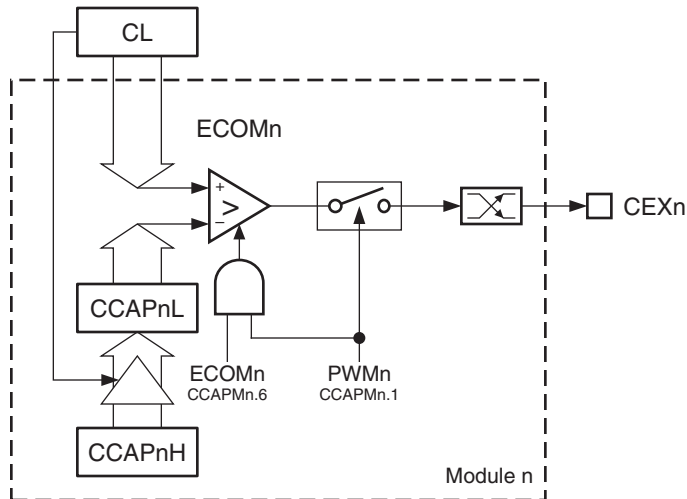 CL
ECOMn
+
>
–
CEXn
CCAPnL
ECOMn
CCAPMn.6
PWMn
CCAPMn.1
CCAPnH
Module n